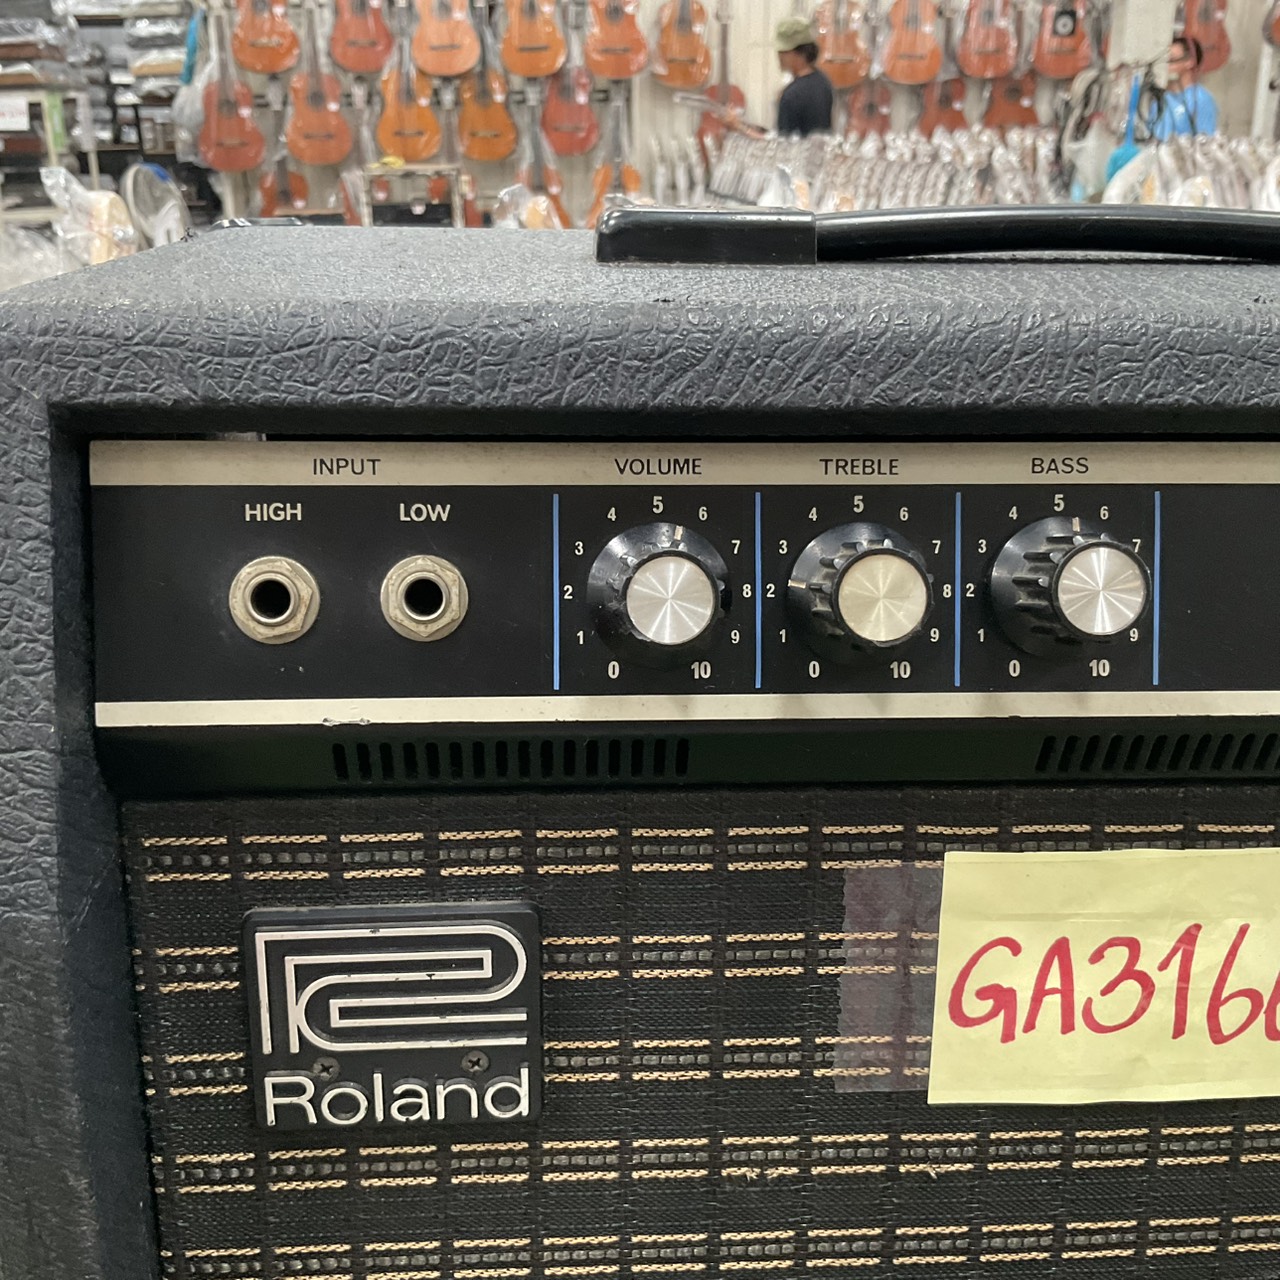 INPUT VOLUME TREBLE BASS
HIGH LOW
0 1 2 3 4 5 6 7 8 9 10
0 1 2 3 4 5 6 7 8 9 10
0 1 2 3 4 5 6 7 9 10
Roland
GA316